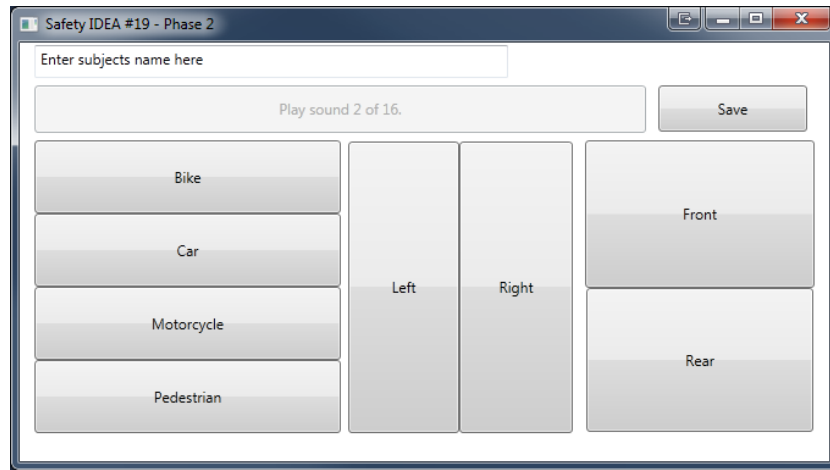 Safety IDEA #19 - Phase 2
Enter subjects name here
Play sound 2 of 16.
Save
Bike
Car
Motorcycle
Pedestrian
Left
Right
Front
Rear